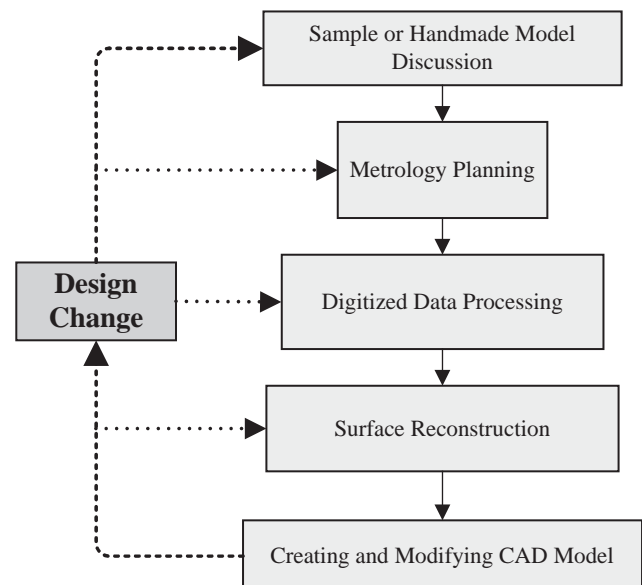 Sample or Handmade Model
Discussion
Metrology Planning
Design
Change
Digitized Data Processing
Surface Reconstruction
Creating and Modifying CAD Model